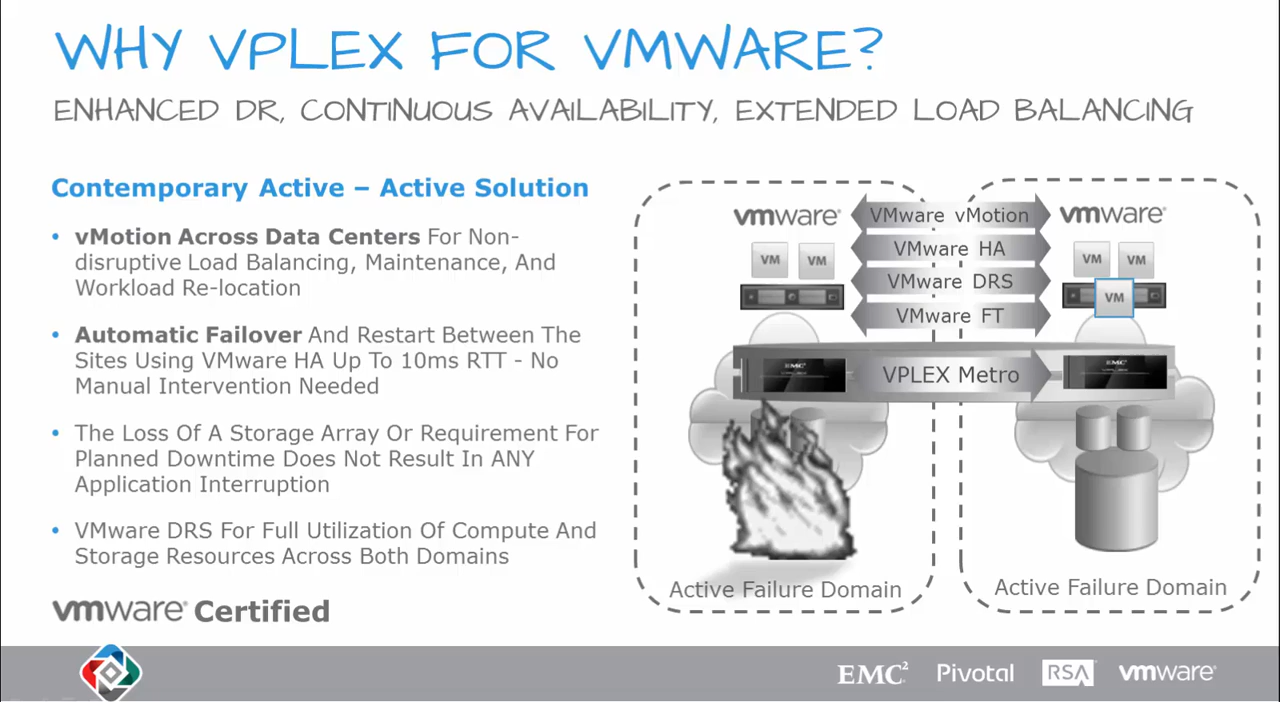 WHY VPLEX FOR VMWARE?
ENHANCED DR, CONTINUOUS AVAILABILITY, EXTENDED LOAD BALANCING
Contemporary Active – Active Solution
• vMotion Across Data Centers For Non-
disruptive Load Balancing, Maintenance, And
Workload Re-location
• Automatic Failover And Restart Between The
Sites Using VMware HA Up To 10ms RTT - No
Manual Intervention Needed
• The Loss Of A Storage Array Or Requirement For
Planned Downtime Does Not Result In ANY
Application Interruption
• VMware DRS For Full Utilization Of Compute And
Storage Resources Across Both Domains
vmware® Certified
vmware®
VMware vMotion
vmware®
VMware HA
VM VM
VM VM
VMware DRS
VM
VMware FT
EMC²
VPLEX Metro
EMC²
Active Failure Domain
Active Failure Domain
EMC²
Pivotal
RSA
vmware®